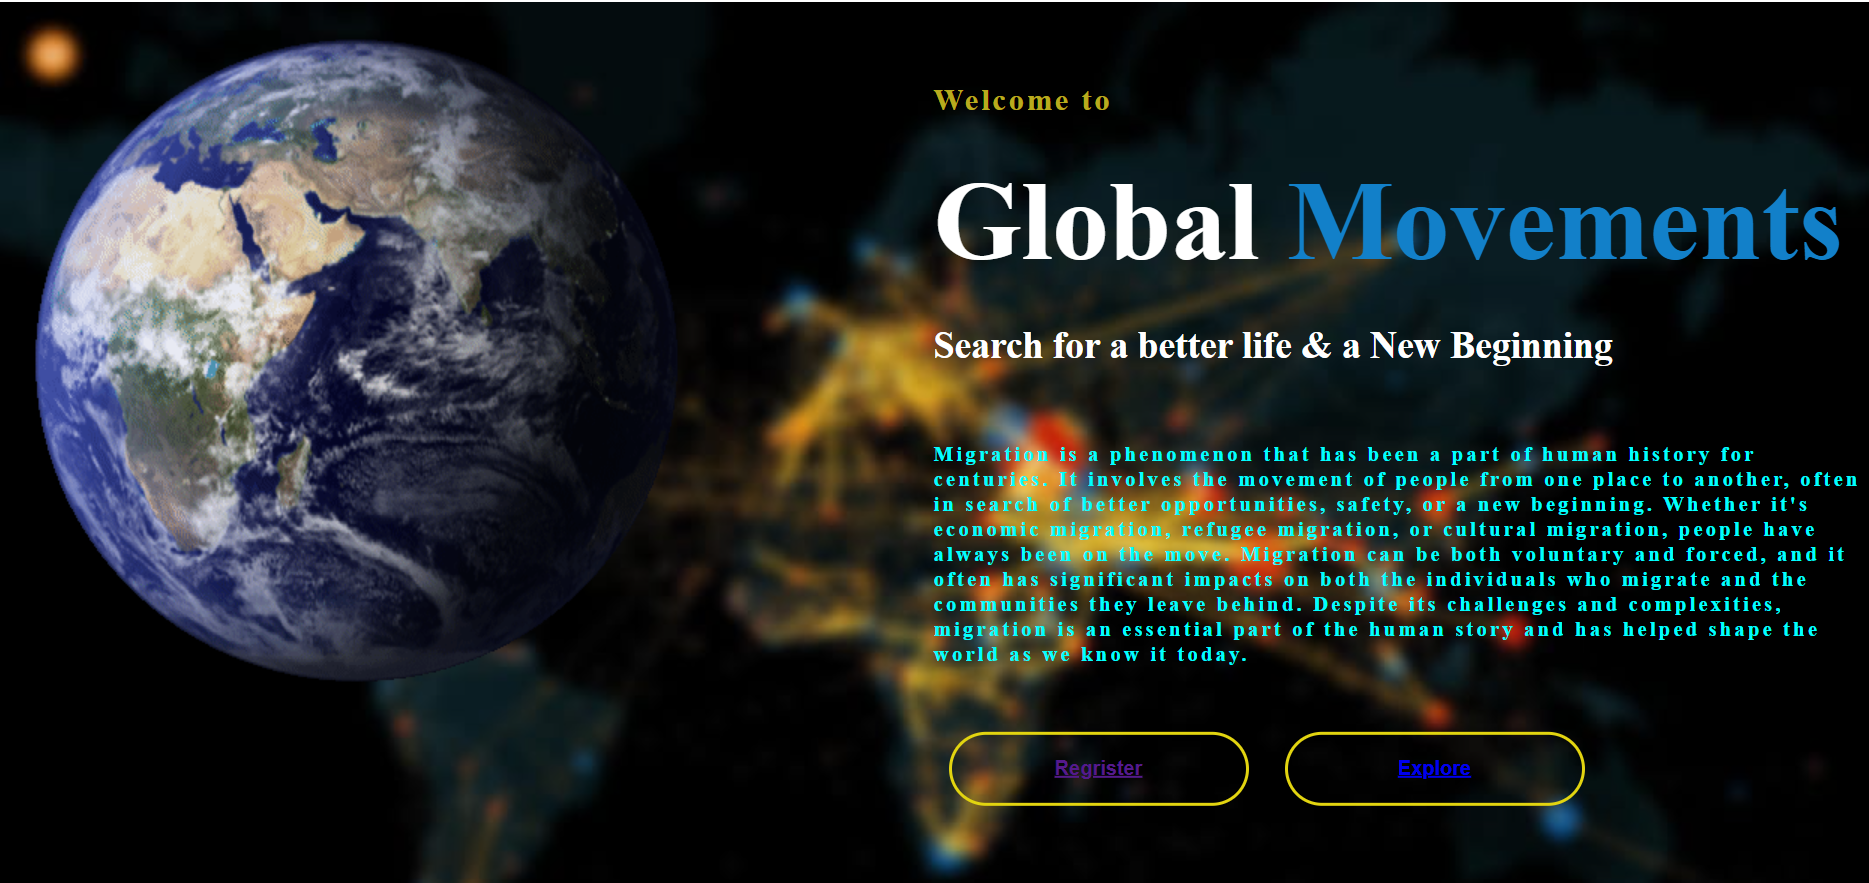 Welcome to
Global Movements
Search for a better life & a New Beginning
Migration is a phenomenon that has been a part of human history for
centuries. It involves the movement of people from one place to another, often
in search of better opportunities, safety, or a new beginning. Whether it's
economic migration, refugee migration, or cultural migration, people have
always been on the move. Migration can be both voluntary and forced, and it
often has significant impacts on both the individuals who migrate and the
communities they leave behind. Despite its challenges and complexities,
migration is an essential part of the human story and has helped shape the
world as we know it today.
Regrister
Explore